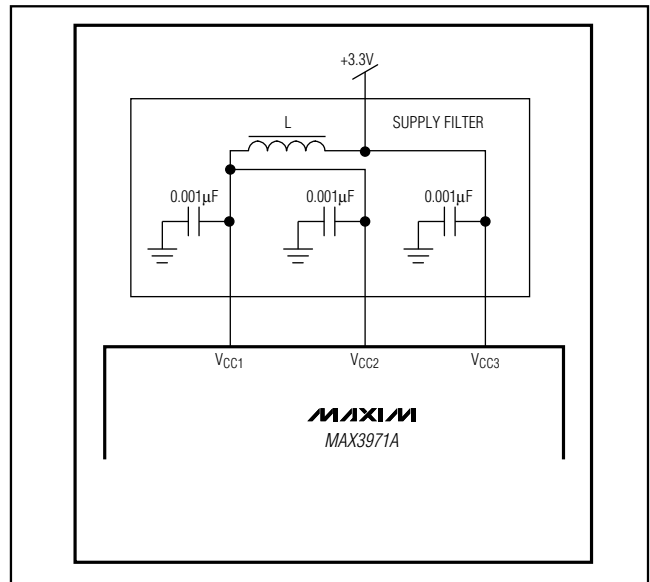 +3.3V
L
SUPPLY FILTER
0.001μF
0.001μF
0.001μF
VCC1
VCC2
VCC3
MAXIM
MAX3971A